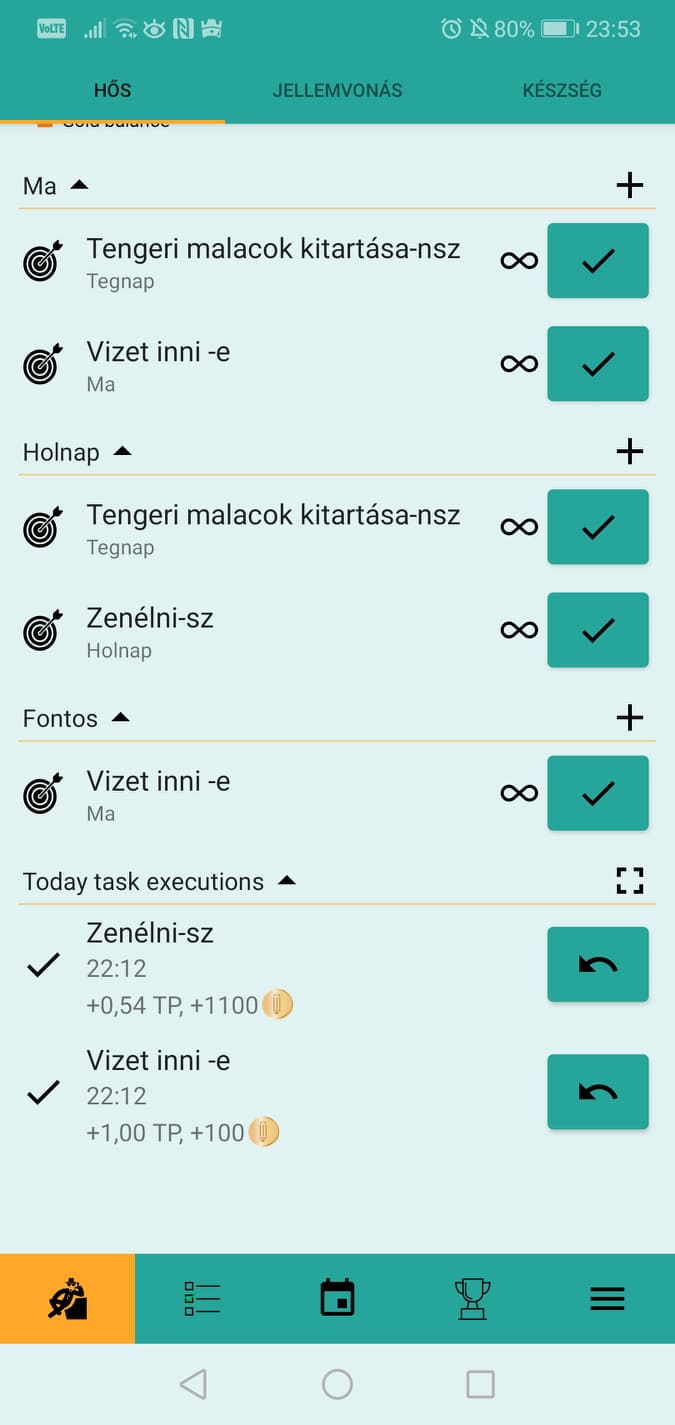 VoLTE 80% 23:53
HŐS JELLEMVONÁS KÉSZSÉG
Gold balance
Ma
Tengeri malacok kitartása-nsz
Tegnap
Vizet inni -e
Ma
Holnap
Tengeri malacok kitartása-nsz
Tegnap
Zenélni-sz
Holnap
Fontos
Vizet inni -e
Ma
Today task executions
Zenélni-sz
22:12
+0,54 TP, +1100
Vizet inni -e
22:12
+1,00 TP, +100